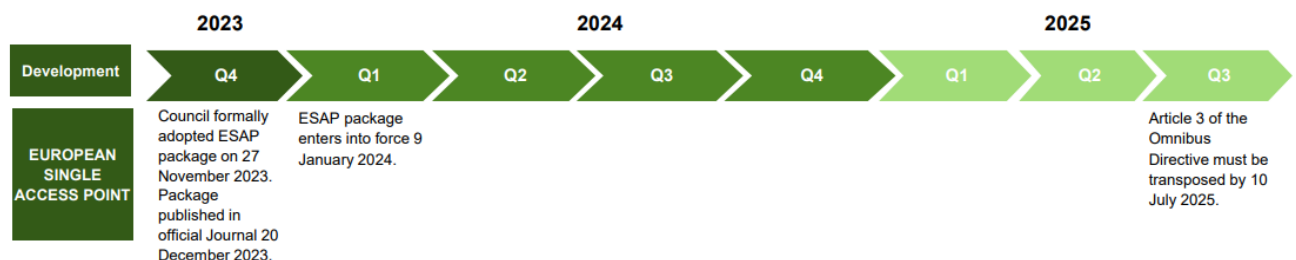 2023
2024
2025
Development
Q4
Q1
Q2
Q3
Q4
Q1
Q2
Q3
EUROPEAN
SINGLE
ACCESS POINT
Council formally
adopted ESAP
package on 27
November 2023.
Package
published in
official Journal 20
December 2023.
ESAP package
enters into force 9
January 2024.
Article 3 of the
Omnibus
Directive must be
transposed by 10
July 2025.